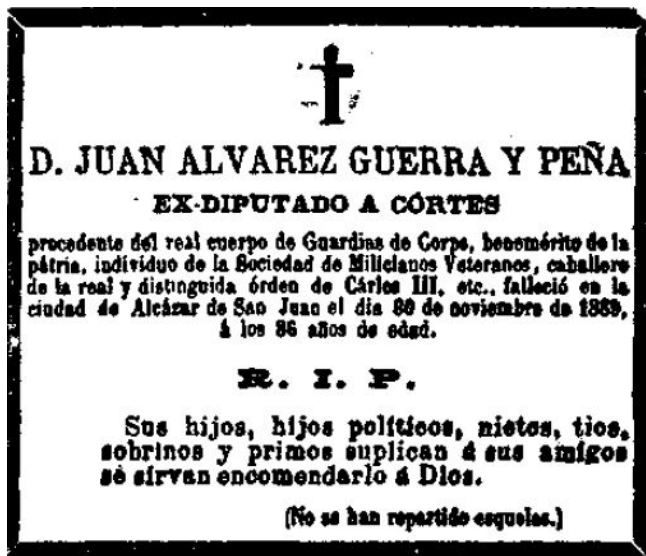 D. JUAN ALVAREZ GUERRA Y PEÑA
EX-DIPUTADO A CÓRTES
procedente del real cuerpo de Guardias de Corps, benemérito de la
pátria, individuo de la Sociedad de Milicianos Veteranos, caballero
de la real y distinguida órden de Cárlos III, etc., falleció en la
ciudad de Alcázar de San Juan el dia 30 de noviembre de 1889,
á los 86 años de edad.
R. I. P.
Sus hijos, hijos políticos, nietos, tios,
sobrinos y primos suplican á sus amigos
se sirvan encomendarlo á Dios.
(No se han repartido esquelas.)